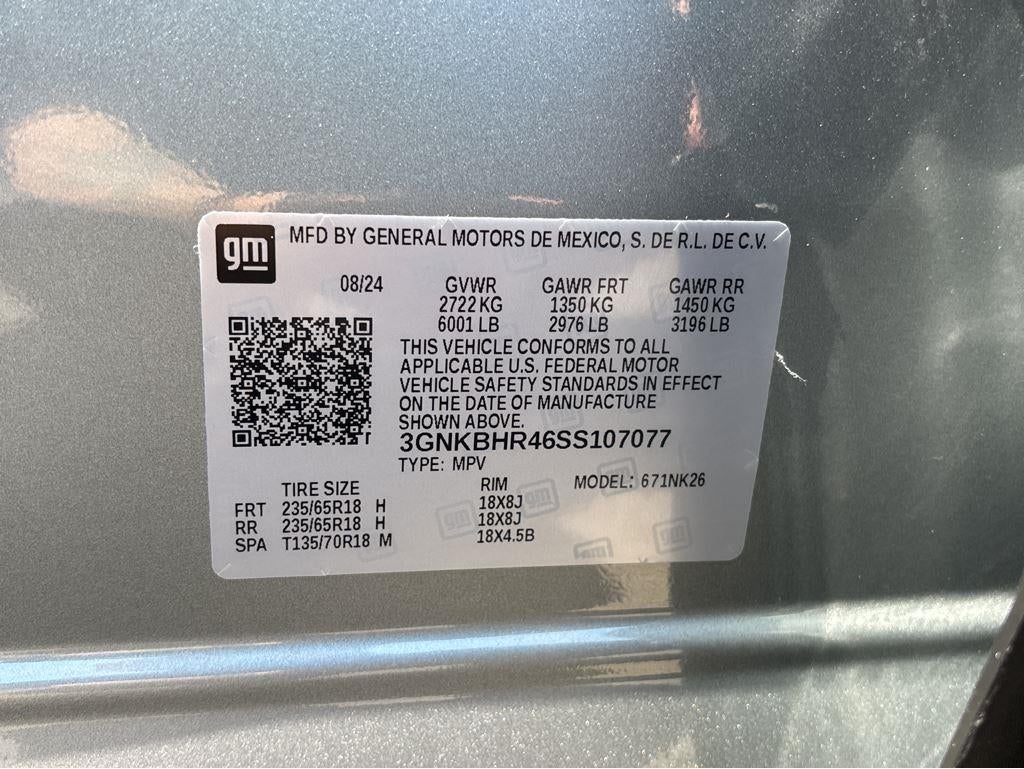 gm MFD BY GENERAL MOTORS DE MEXICO, S. DE R.L. DE C.V.
08/24 GVWR GAWR FRT GAWR RR
2722 KG 1350 KG 1450 KG
6001 LB 2976 LB 3196 LB
THIS VEHICLE CONFORMS TO ALL
APPLICABLE U.S. FEDERAL MOTOR
VEHICLE SAFETY STANDARDS IN EFFECT
ON THE DATE OF MANUFACTURE
SHOWN ABOVE.
3GNKBHR46SS107077
TYPE: MPV
TIRE SIZE RIM MODEL: 671NK26
FRT 235/65R18 H 18X8J
RR 235/65R18 H 18X8J
SPA T135/70R18 M 18X4.5B